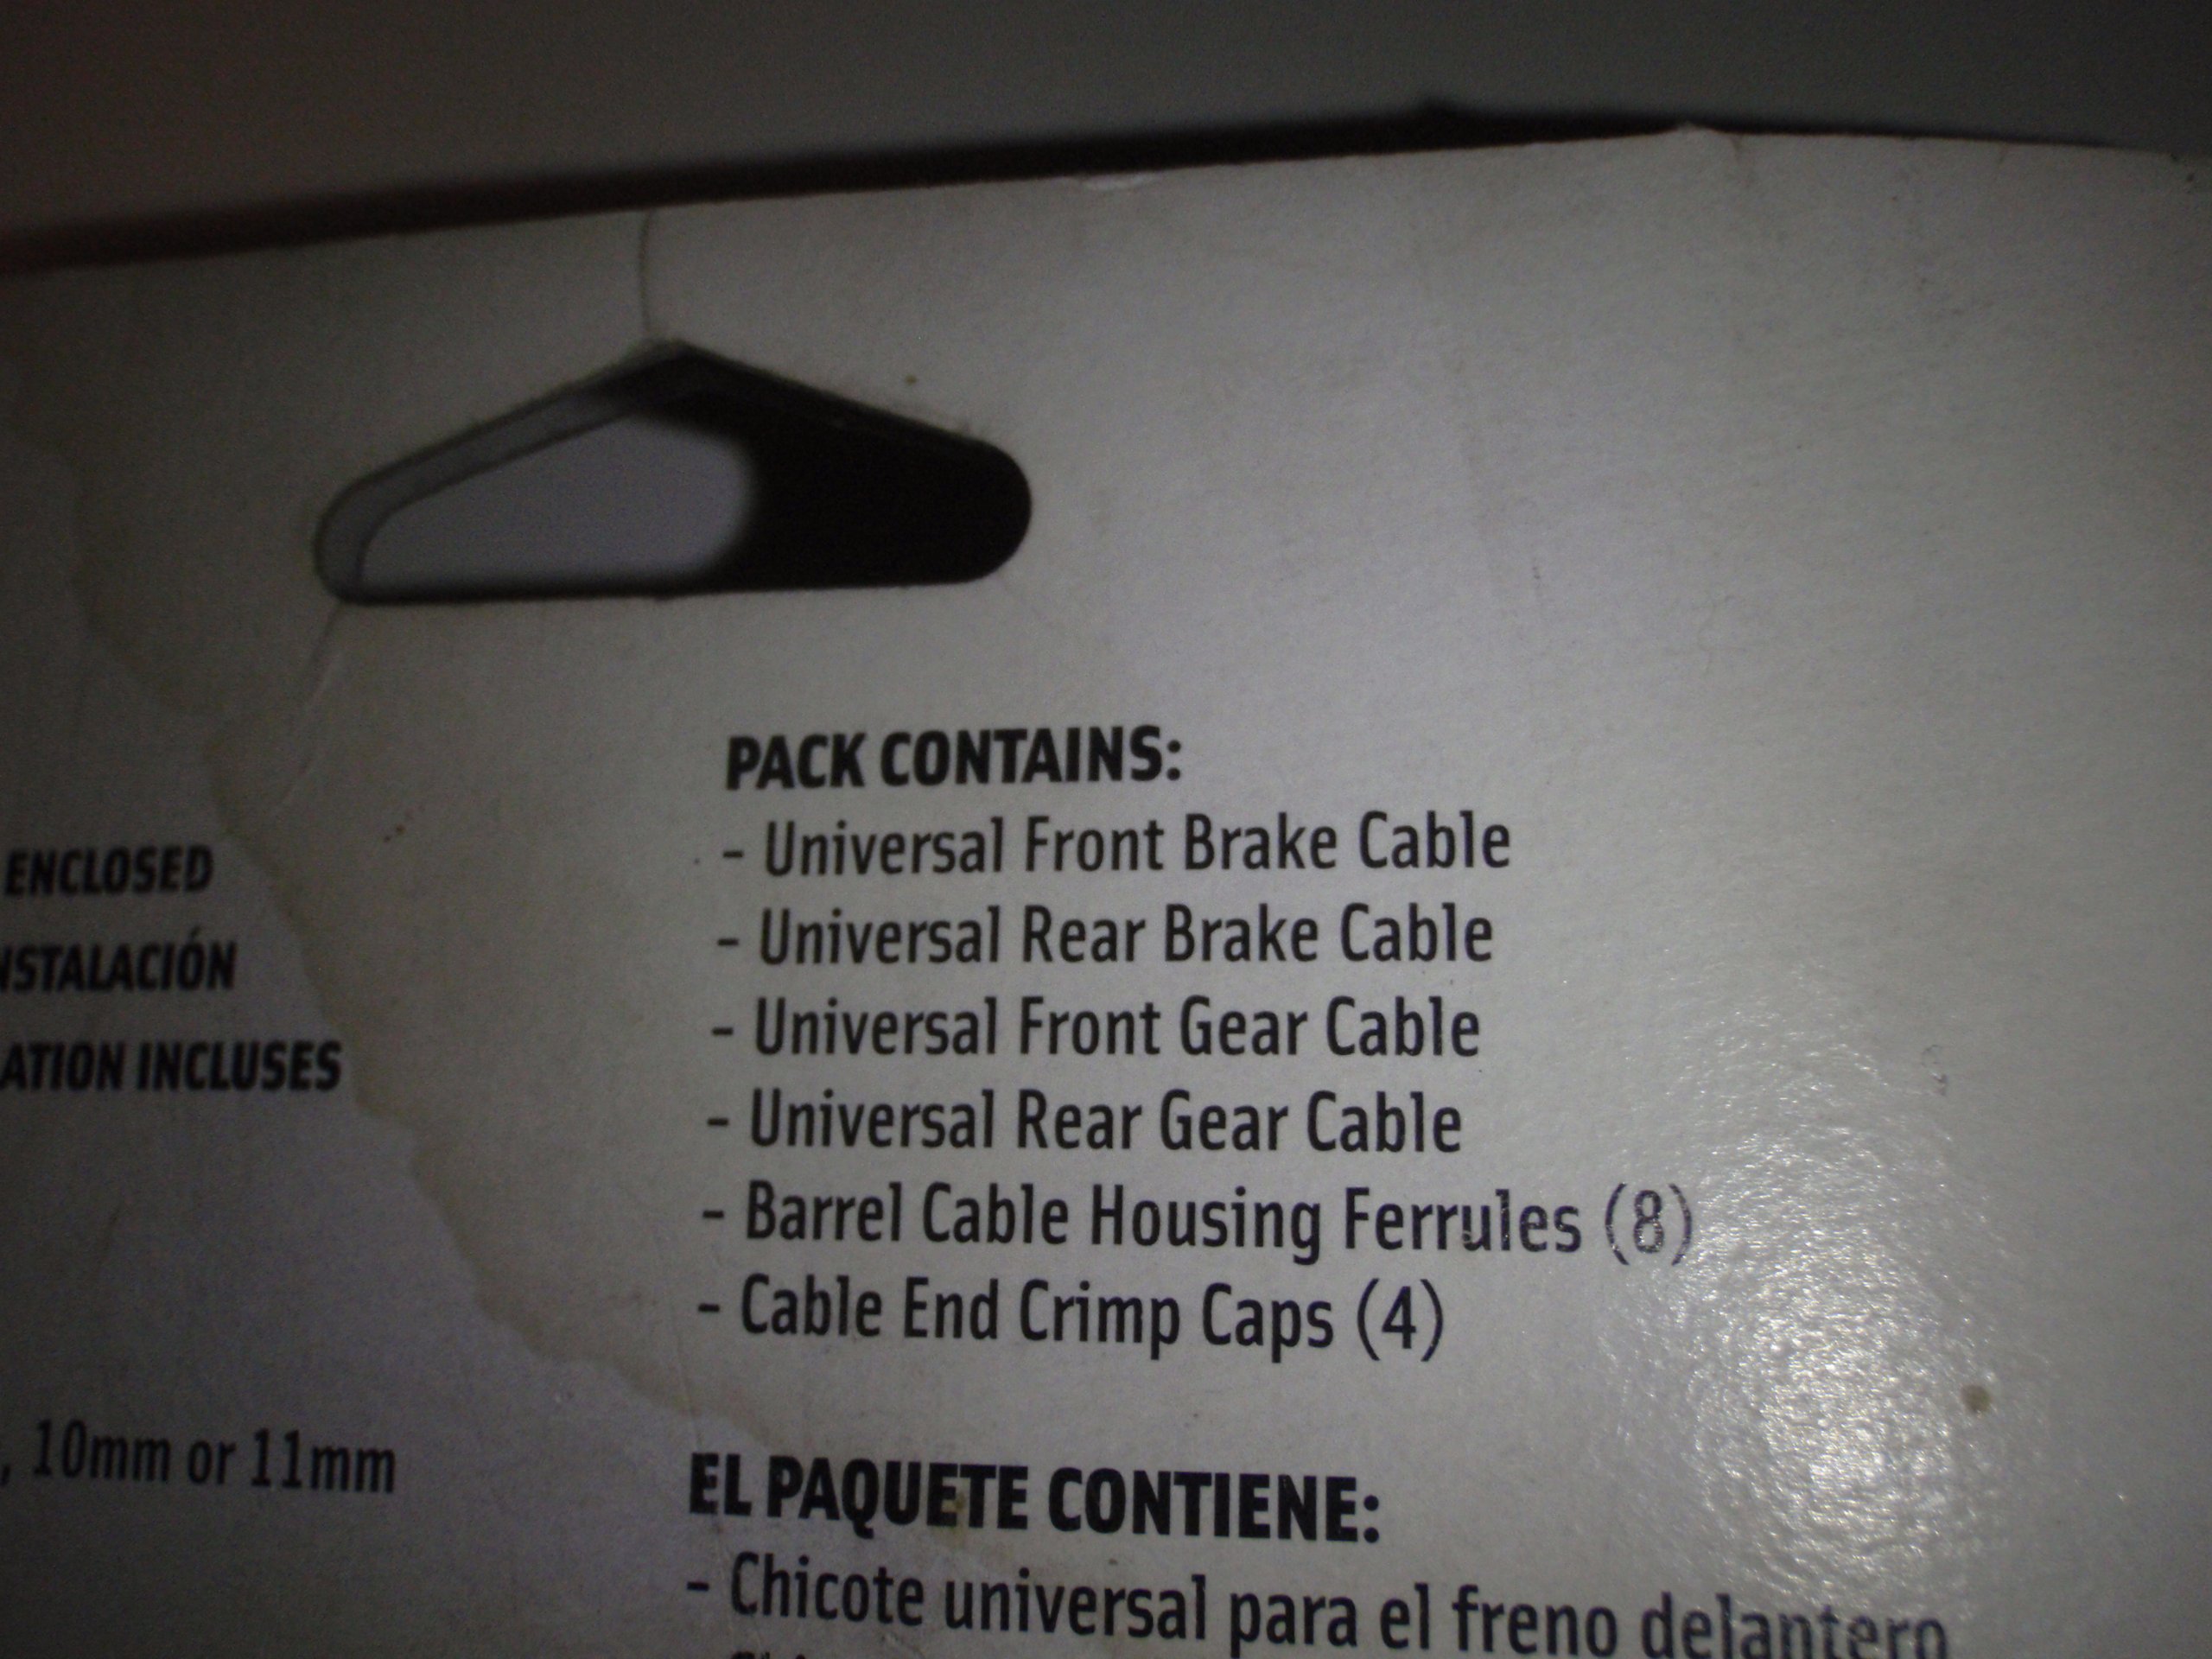 ENCLOSED
INSTALACIÓN
ATION INCLUSES
, 10mm or 11mm
PACK CONTAINS:
- Universal Front Brake Cable
- Universal Rear Brake Cable
- Universal Front Gear Cable
- Universal Rear Gear Cable
- Barrel Cable Housing Ferrules (8)
- Cable End Crimp Caps (4)
EL PAQUETE CONTIENE:
- Chicote universal para el freno delantero